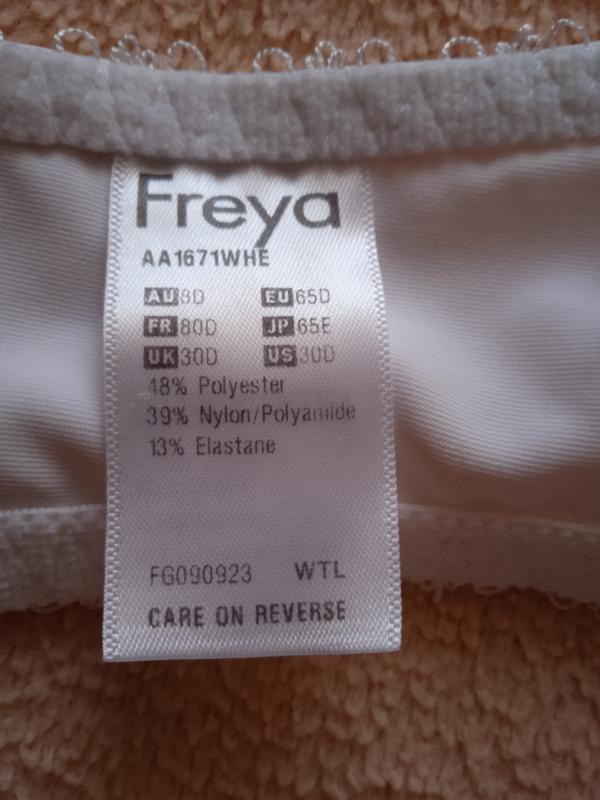 Freya
AA1671WHE
AU 8D EU 65D
FR 80D JP 65E
UK 30D US 30D
48% Polyester
39% Nylon/Polyamide
13% Elastane
FG090923 WTL
CARE ON REVERSE